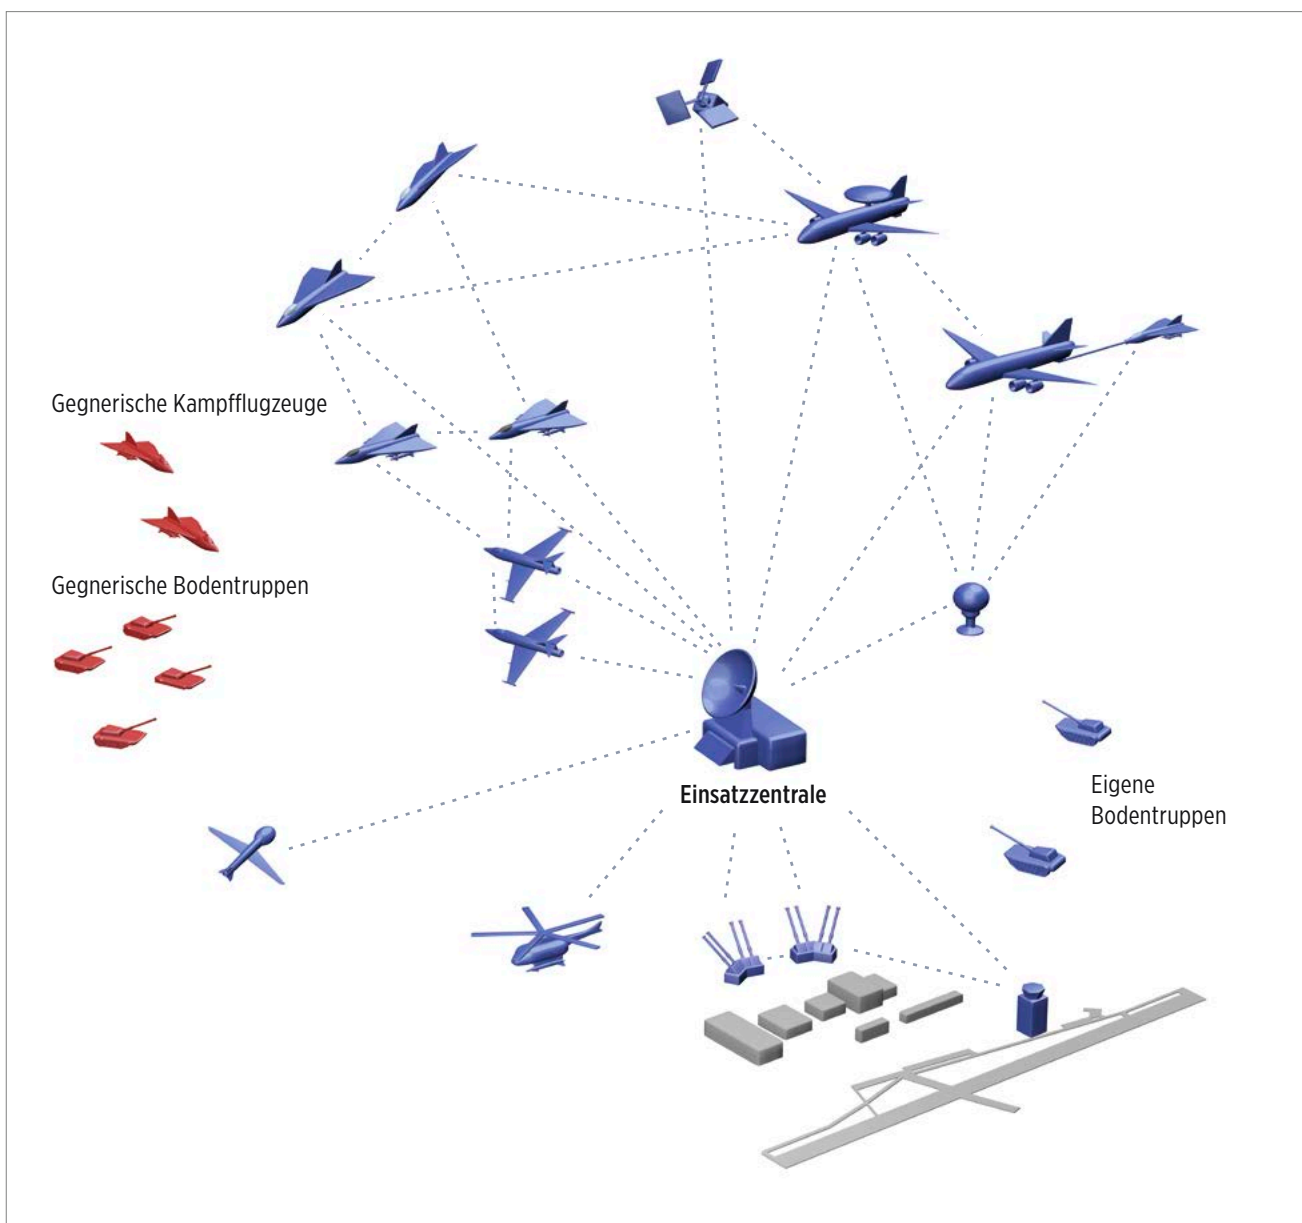 Gegnerische Kampfflugzeuge
Gegnerische Bodentruppen
Einsatzzentrale
Eigene
Bodentruppen